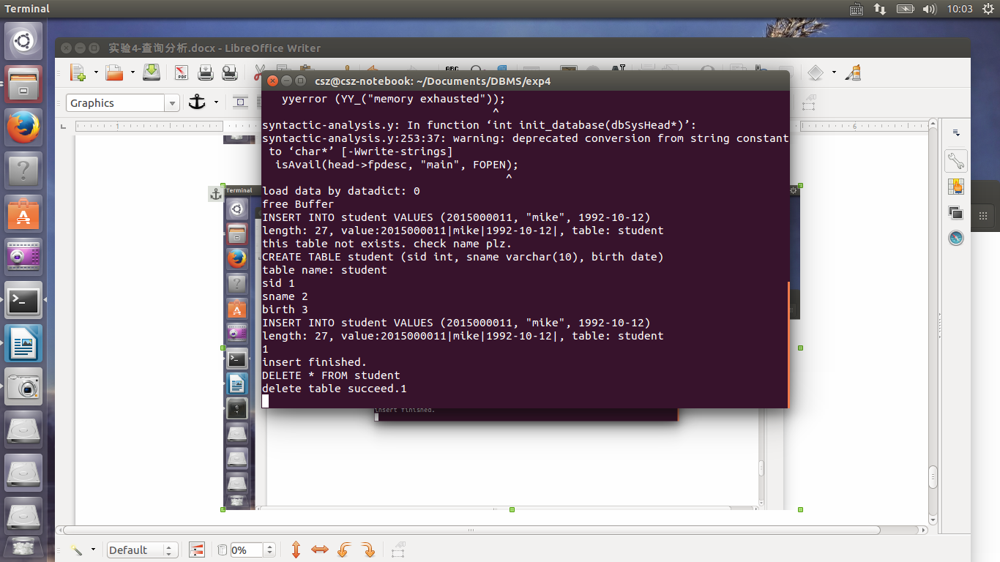 Terminal
10:03
实验4-查询分析.docx - LibreOffice Writer
Graphics
csz@csz-notebook: ~/Documents/DBMS/exp4
yyerror (YY_("memory exhausted"));
^
syntactic-analysis.y: In function ‘int init_database(dbSysHead*)’:
syntactic-analysis.y:253:37: warning: deprecated conversion from string constant
to ‘char*’ [-Wwrite-strings]
isAvail(head->fpdesc, "main", FOPEN);
^
load data by datadict: 0
free Buffer
INSERT INTO student VALUES (2015000011, "mike", 1992-10-12)
length: 27, value:2015000011|mike|1992-10-12|, table: student
this table not exists. check name plz.
CREATE TABLE student (sid int, sname varchar(10), birth date)
table name: student
sid 1
sname 2
birth 3
INSERT INTO student VALUES (2015000011, "mike", 1992-10-12)
length: 27, value:2015000011|mike|1992-10-12|, table: student
1
insert finished.
DELETE * FROM student
delete table succeed.1
Terminal
insert finished.
1
6
Default
0%